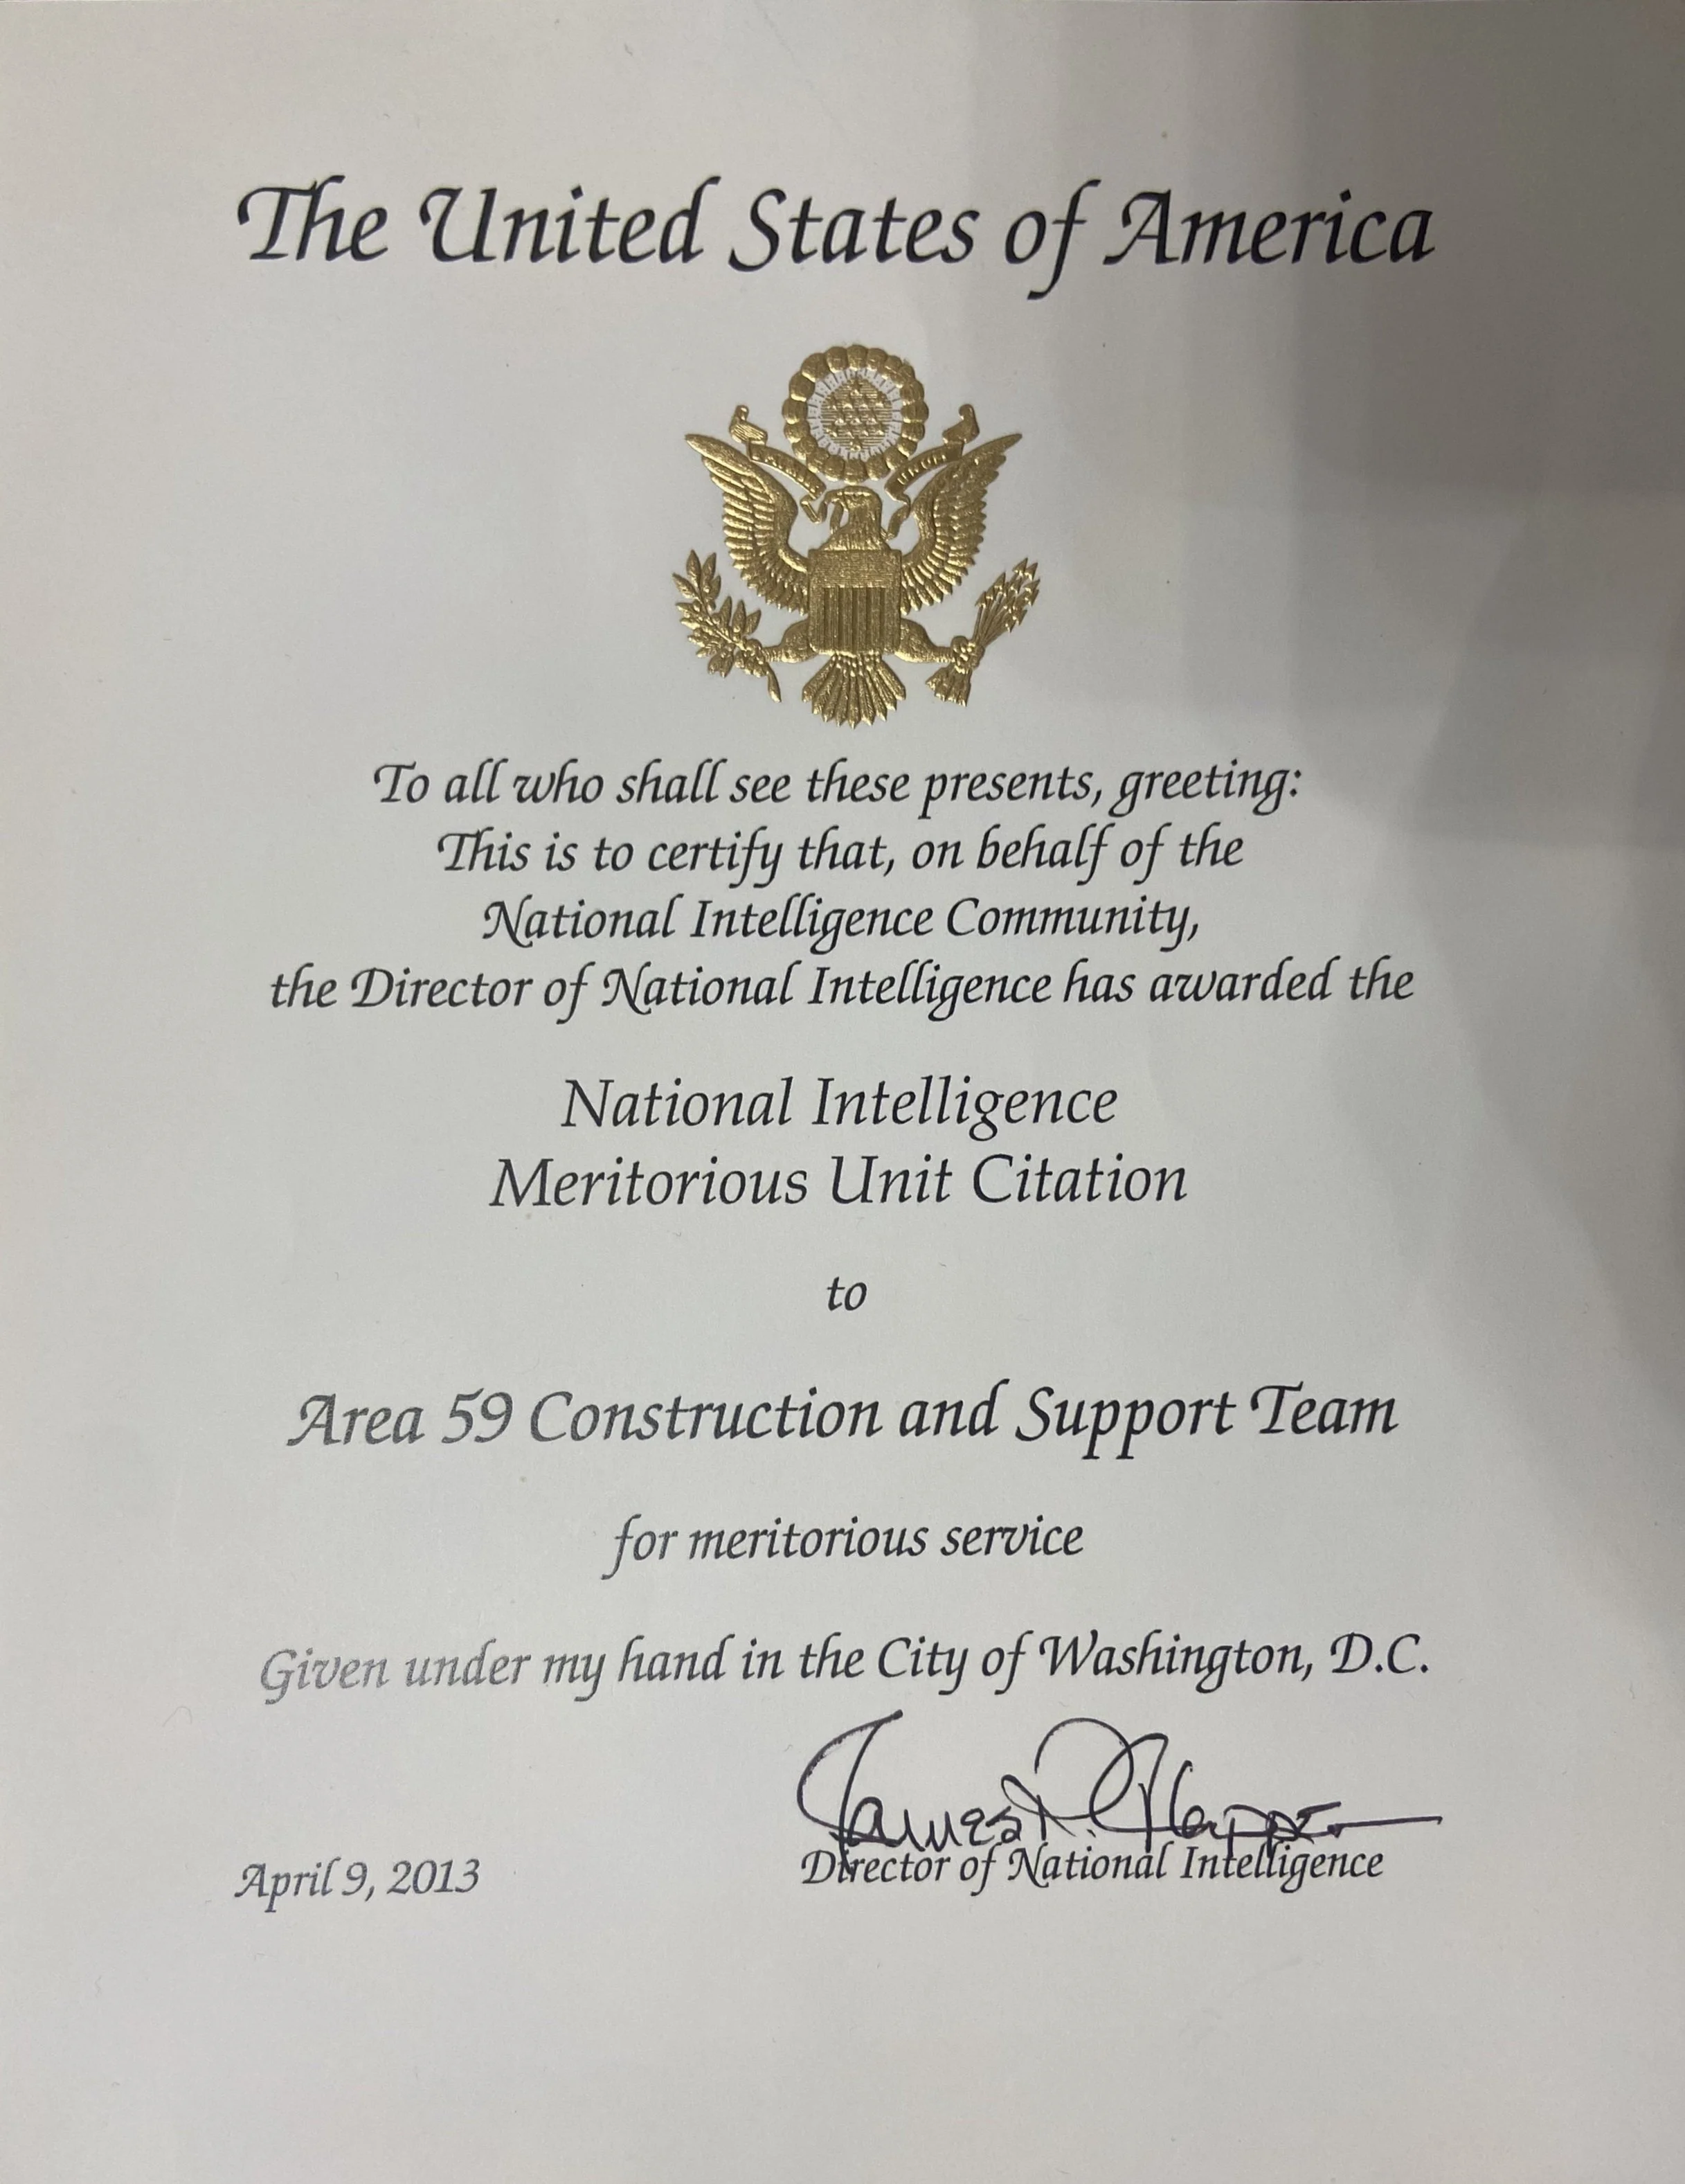 The United States of America
To all who shall see these presents, greeting:
This is to certify that, on behalf of the
National Intelligence Community,
the Director of National Intelligence has awarded the
National Intelligence
Meritorious Unit Citation
to
Area 59 Construction and Support Team
for meritorious service
Given under my hand in the City of Washington, D.C.
James R. Clapper
Director of National Intelligence
April 9, 2013